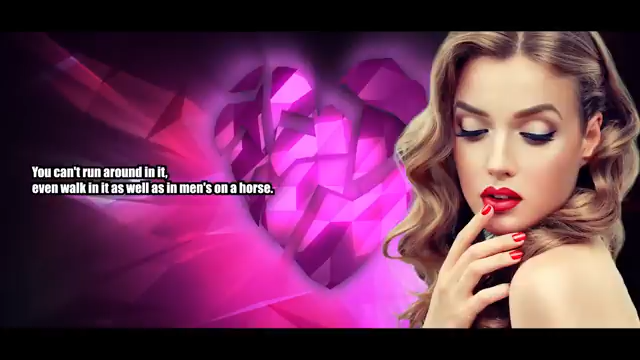 You can't run around in it,
even walk in it as well as in men's on a horse.